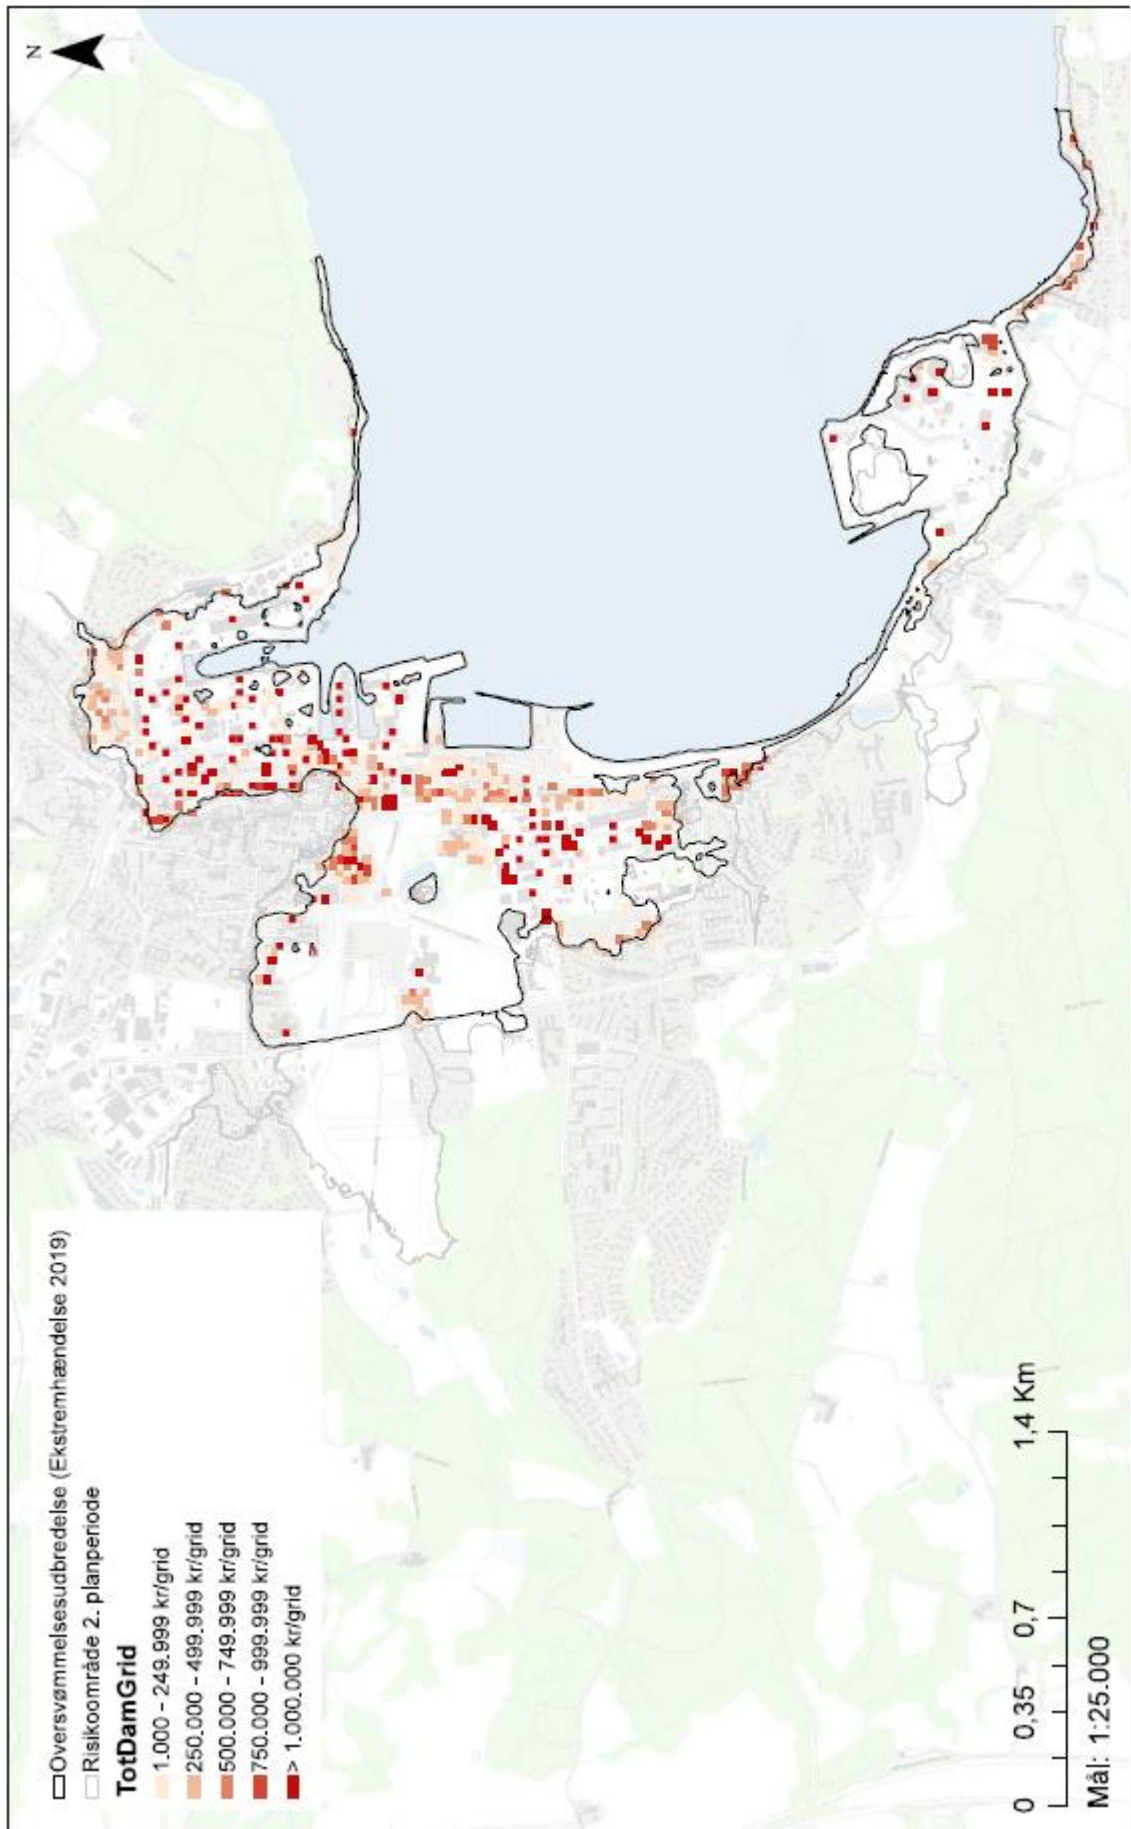 N
Oversvømmelsesudbredelse (Ekstremhændelse 2019)
Risikoområde 2. planperiode
TotDamGrid
1.000 - 249.999 kr/grid
250.000 - 499.999 kr/grid
500.000 - 749.999 kr/grid
750.000 - 999.999 kr/grid
> 1.000.000 kr/grid
0 0,35 0,7 1,4 Km
Mål: 1:25.000